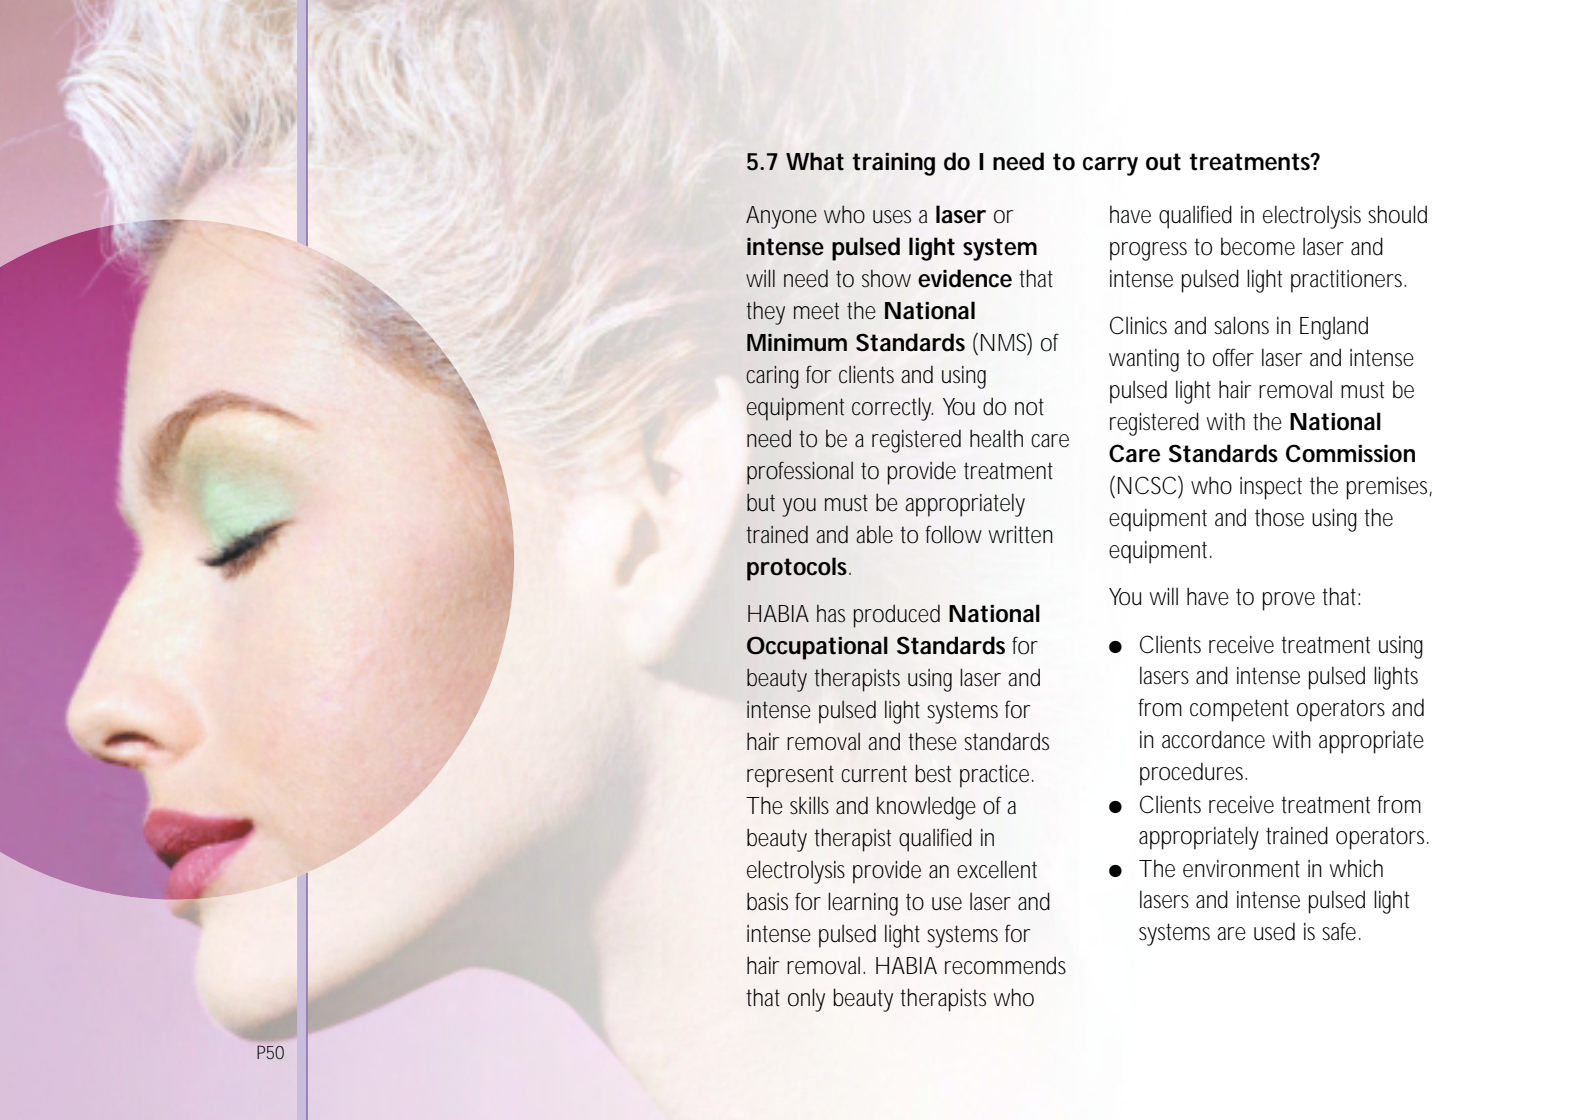 5.7 What training do I need to carry out treatments?
Anyone who uses a laser or
intense pulsed light system
will need to show evidence that
they meet the National
Minimum Standards (NMS) of
caring for clients and using
equipment correctly. You do not
need to be a registered health care
professional to provide treatment
but you must be appropriately
trained and able to follow written
protocols.
HABIA has produced National
Occupational Standards for
beauty therapists using laser and
intense pulsed light systems for
hair removal and these standards
represent current best practice.
The skills and knowledge of a
beauty therapist qualified in
electrolysis provide an excellent
basis for learning to use laser and
intense pulsed light systems for
hair removal. HABIA recommends
that only beauty therapists who
have qualified in electrolysis should
progress to become laser and
intense pulsed light practitioners.
Clinics and salons in England
wanting to offer laser and intense
pulsed light hair removal must be
registered with the National
Care Standards Commission
(NCSC) who inspect the premises,
equipment and those using the
equipment.
You will have to prove that:
● Clients receive treatment using
lasers and intense pulsed lights
from competent operators and
in accordance with appropriate
procedures.
● Clients receive treatment from
appropriately trained operators.
● The environment in which
lasers and intense pulsed light
systems are used is safe.
P50